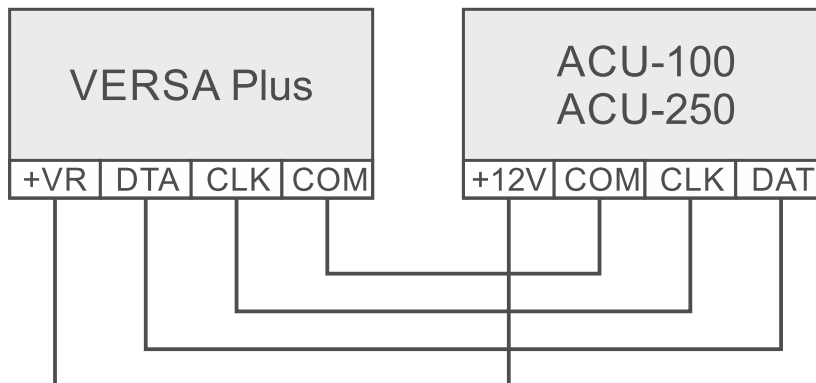 VERSA Plus
+VR DTA CLK COM
ACU-100
ACU-250
+12V COM CLK DAT